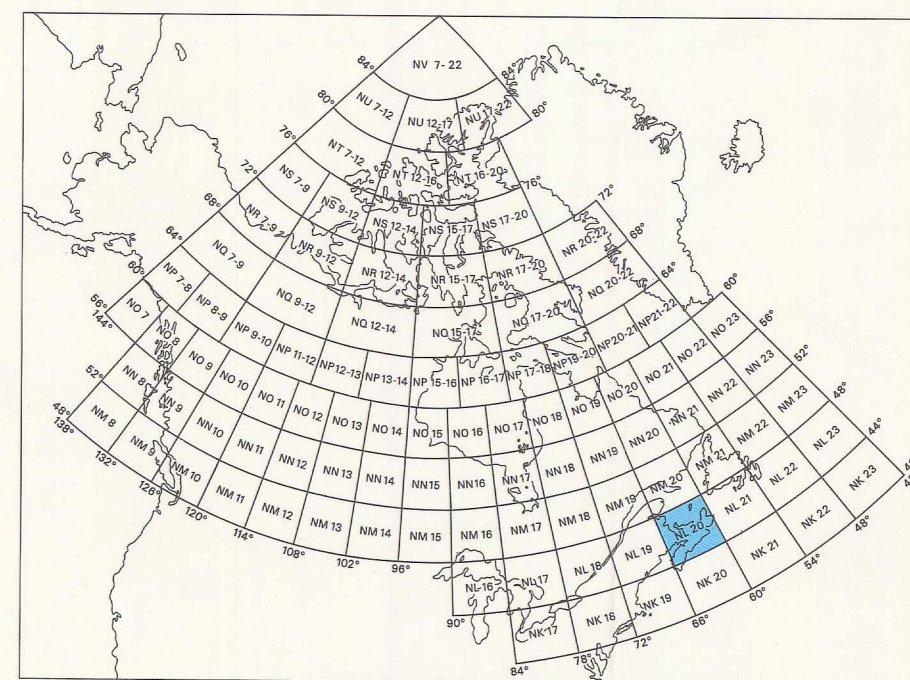 NV 7-22
84°
84°
NU 7-12
NU 12-17
NU 17-22
80°
80°
NT 7-12
NT 12-16
NT 16-20
76°
76°
NS 7-9
NS 9-12
NS 12-14
NS 15-17
NS 17-20
72°
72°
NR 7-9
NR 9-12
NR 12-14
NR 15-17
NR 17-20
NR 20-22
68°
68°
NQ 7-9
NQ 9-12
NQ 12-14
NQ 15-17
NQ 17-20
NQ 20-22
64°
64°
NP 7-8
NP 8-9
NP 9-10
NP 11-12
NP12-13
NP13-14
NP 15-16
NP 16-17
NP 17-18
NP19-20
NP20-21
NP21-22
60°
60°
NO 7
NO 8
NO 9
NO 10
NO 11
NO 12
NO 13
NO 14
NO 15
NO 16
NO 17
NO 18
NO 19
NO 20
NO 21
NO 22
NO 23
56°
144°
56°
NN 8
NN 9
NN 10
NN 11
NN 12
NN 13
NN 14
NN 15
NN 16
NN 17
NN 18
NN 19
NN 20
NN 21
NN 22
NN 23
52°
52°
NM 8
NM 9
NM 10
NM 11
NM 12
NM 13
NM 14
NM 15
NM 16
NM 17
NM 18
NM 19
NM 20
NM 21
NM 22
NM 23
48°
138°
48°
132°
126°
120°
114°
108°
102°
96°
NL 16
NL 17
NL 18
NL 19
NL 20
NL 21
NL 22
NL 23
44°
90°
NK 17
NK 18
NK 19
NK 20
NK 21
NK 22
NK 23
84°
78°
72°
66°
60°
54°
48°